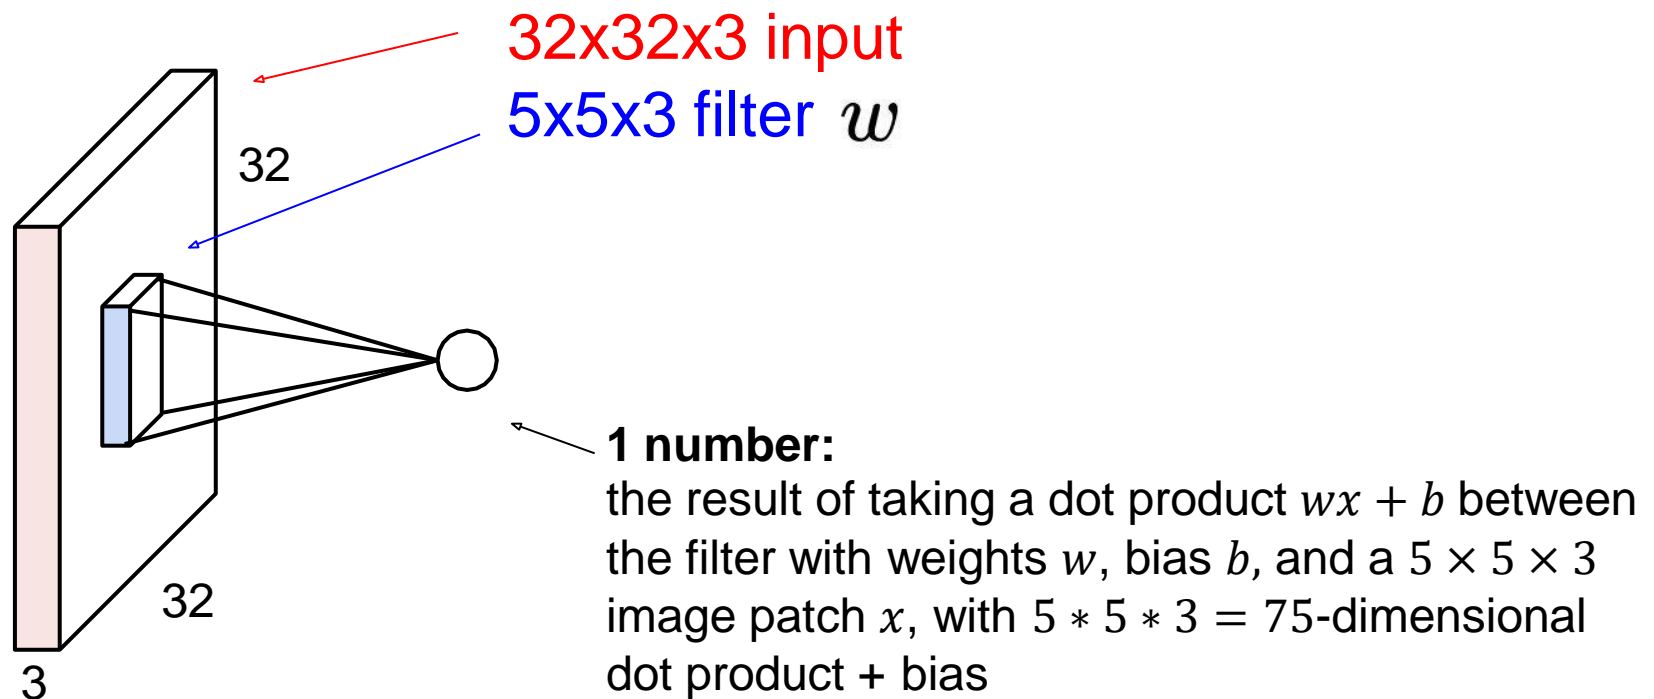 32x32x3 input
5x5x3 filter w
32
32
3
1 number:
the result of taking a dot product wx + b between
the filter with weights w, bias b, and a 5 × 5 × 3
image patch x, with 5 ∗ 5 ∗ 3 = 75-dimensional
dot product + bias